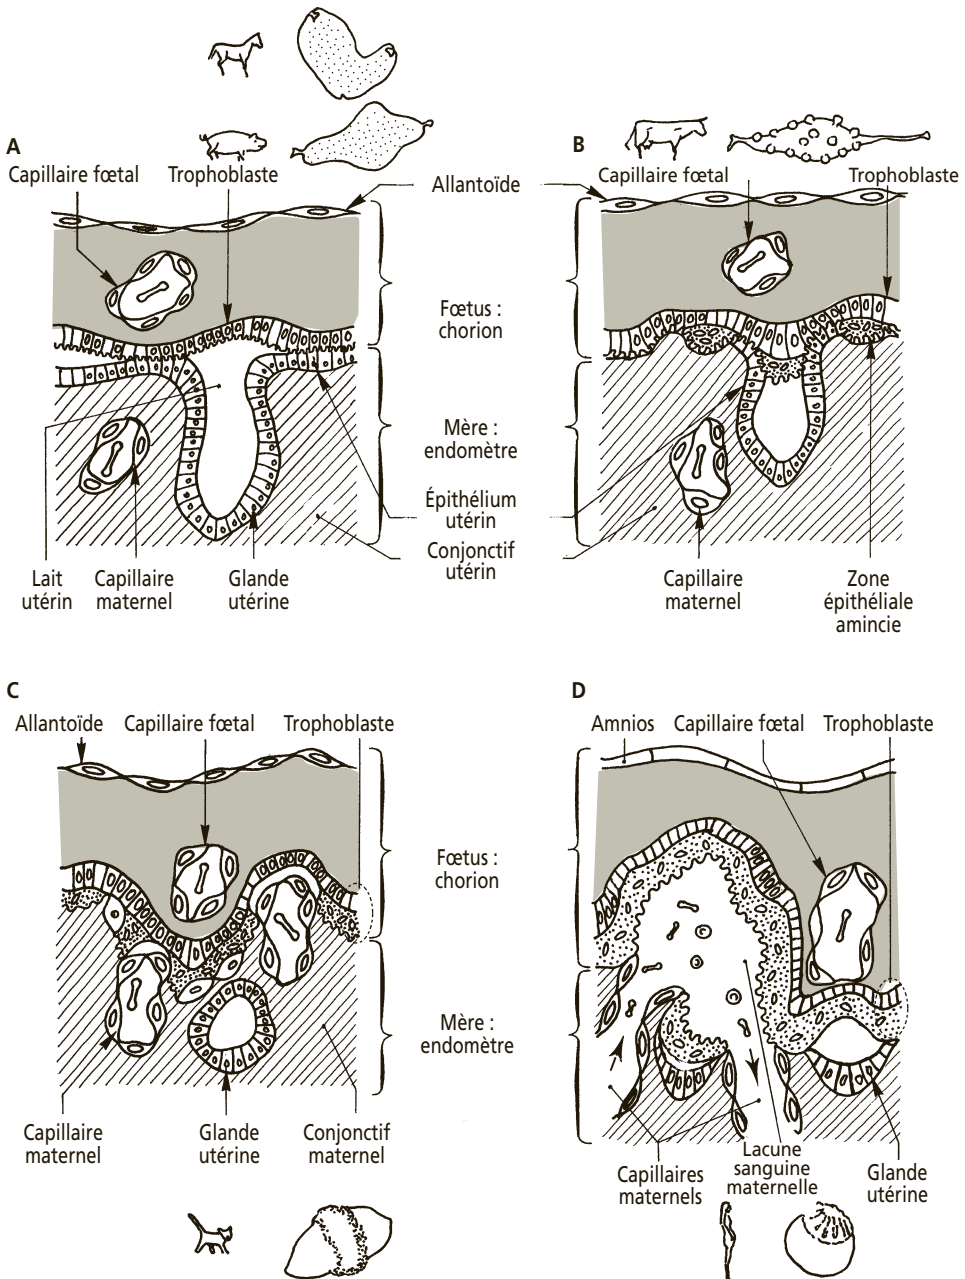 A
B
Capillaire fœtal
Trophoblaste
Allantoïde
Capillaire fœtal
Trophoblaste
Fœtus :
chorion
Mère :
endomètre
Épithélium
utérin
Conjonctif
utérin
Lait
utérin
Capillaire
maternel
Glande
utérine
Capillaire
maternel
Zone
épithéliale
amincie
C
D
Allantoïde
Capillaire fœtal
Trophoblaste
Amnios
Capillaire fœtal
Trophoblaste
Fœtus :
chorion
Mère :
endomètre
Capillaire
maternel
Glande
utérine
Conjonctif
maternel
Capillaires
maternels
Lacune
sanguine
maternelle
Glande
utérine